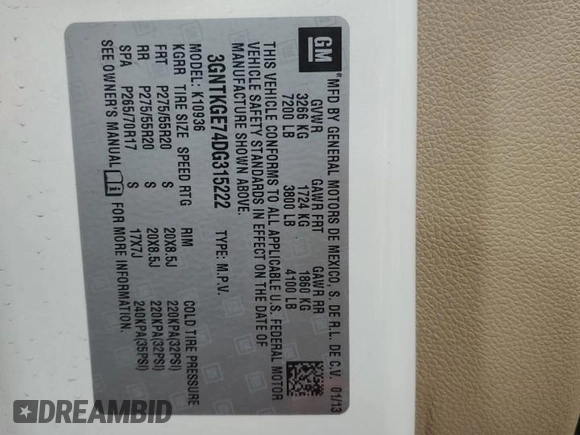 GM
"MFD BY GENERAL MOTORS DE MEXICO, S. DE R.L. DE C.V. 01/13
GVWR GAWR FRT GAWR RR
3266 KG 1724 KG 1860 KG
7200 LB 3800 LB 4100 LB
THIS VEHICLE CONFORMS TO ALL APPLICABLE U.S. FEDERAL MOTOR
VEHICLE SAFETY STANDARDS IN EFFECT ON THE DATE OF
MANUFACTURE SHOWN ABOVE.
3GNTKGE74DG315222 TYPE: M.P.V.
MODEL: K10936
KGRR TIRE SIZE SPEED RTG RIM COLD TIRE PRESSURE
FRT P275/55R20 S 20X8.5J 220KPA(32PSI)
RR P275/55R20 S 20X8.5J 220KPA(32PSI)
SPA P265/70R17 S 17X7J 240KPA(35PSI)
SEE OWNER'S MANUAL i FOR MORE INFORMATION.
DREAMBID